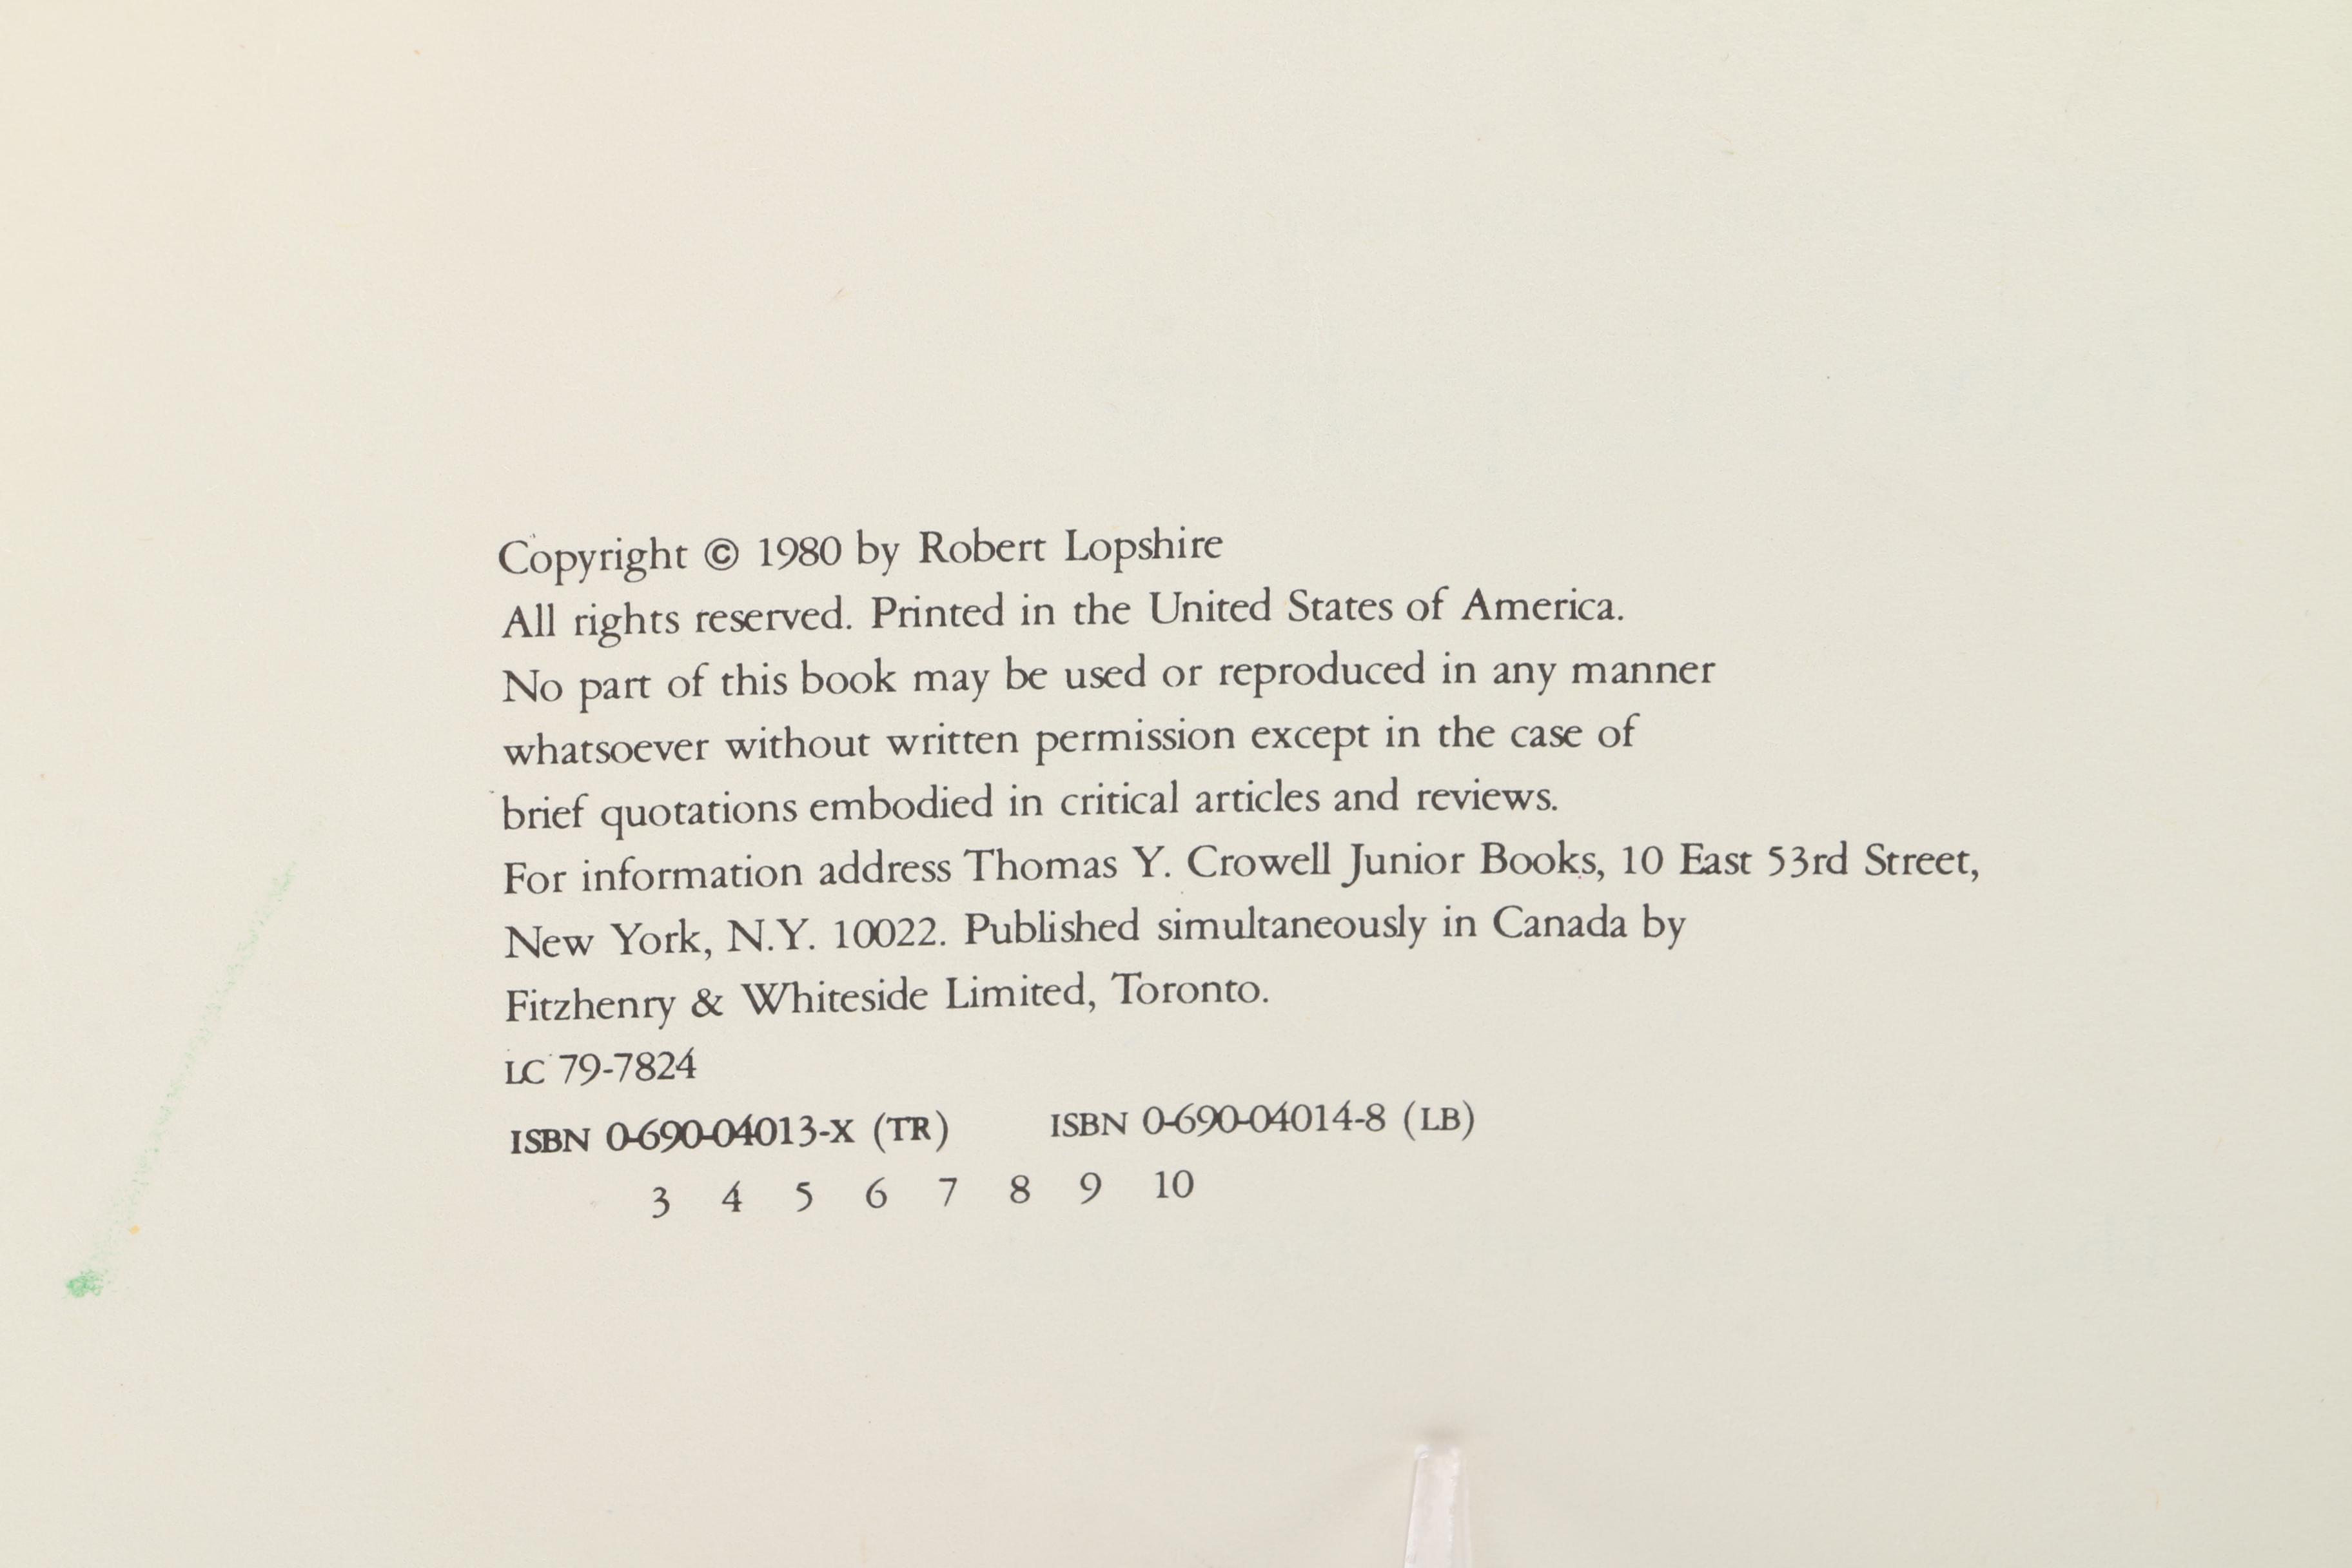 Copyright © 1980 by Robert Lopshire
All rights reserved. Printed in the United States of America.
No part of this book may be used or reproduced in any manner
whatsoever without written permission except in the case of
brief quotations embodied in critical articles and reviews.
For information address Thomas Y. Crowell Junior Books, 10 East 53rd Street,
New York, N.Y. 10022. Published simultaneously in Canada by
Fitzhenry & Whiteside Limited, Toronto.
LC 79-7824
ISBN 0-690-04013-X (TR) ISBN 0-690-04014-8 (LB)
3 4 5 6 7 8 9 10